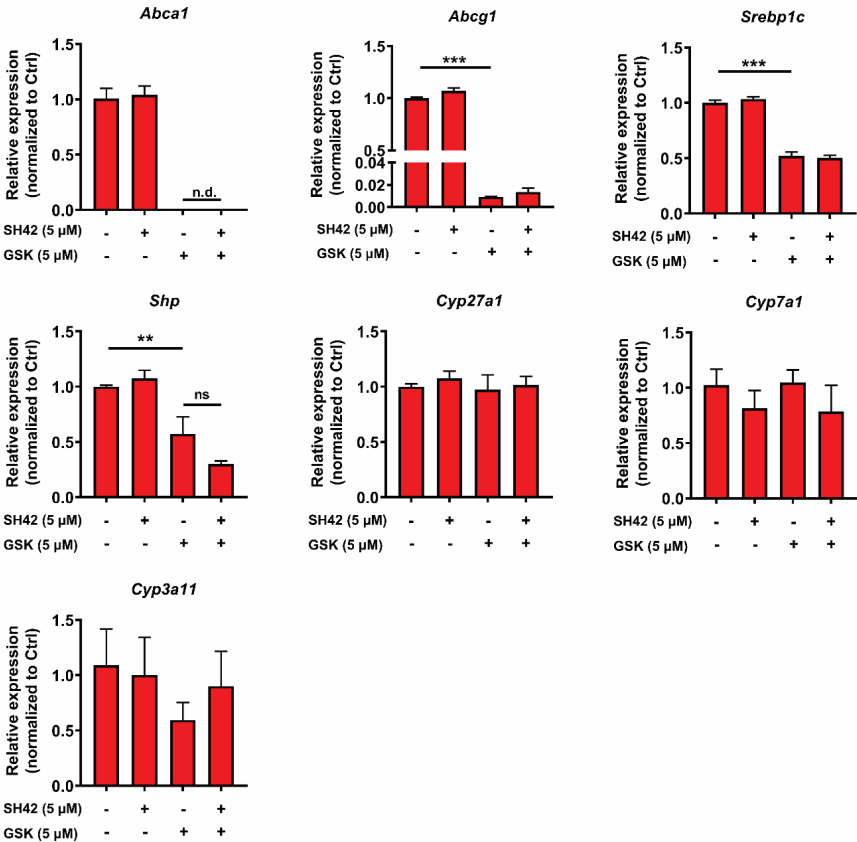 Abca1
Relative expression
(normalized to Ctrl)
1.5
1.0
0.5
0.0
n.d.
SH42 (5 µM) - + - +
GSK (5 µM) - - + +
Abcg1
Relative expression
(normalized to Ctrl)
1.5
1.0
0.5
0.04
0.02
0.00
***
SH42 (5 µM) - + - +
GSK (5 µM) - - + +
Srebp1c
Relative expression
(normalized to Ctrl)
1.5
1.0
0.5
0.0
***
SH42 (5 µM) - + - +
GSK (5 µM) - - + +
Shp
Relative expression
(normalized to Ctrl)
1.5
1.0
0.5
0.0
**
ns
SH42 (5 µM) - + - +
GSK (5 µM) - - + +
Cyp27a1
Relative expression
(normalized to Ctrl)
1.5
1.0
0.5
0.0
SH42 (5 µM) - + - +
GSK (5 µM) - - + +
Cyp7a1
Relative expression
(normalized to Ctrl)
1.5
1.0
0.5
0.0
SH42 (5 µM) - + - +
GSK (5 µM) - - + +
Cyp3a11
Relative expression
(normalized to Ctrl)
1.5
1.0
0.5
0.0
SH42 (5 µM) - + - +
GSK (5 µM) - - + +